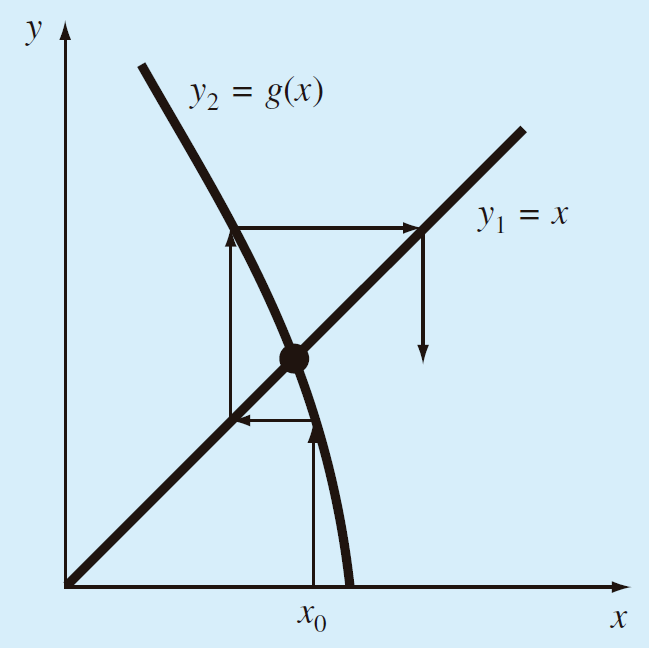 y
y₂ = g(x)
y₁ = x
x₀
x